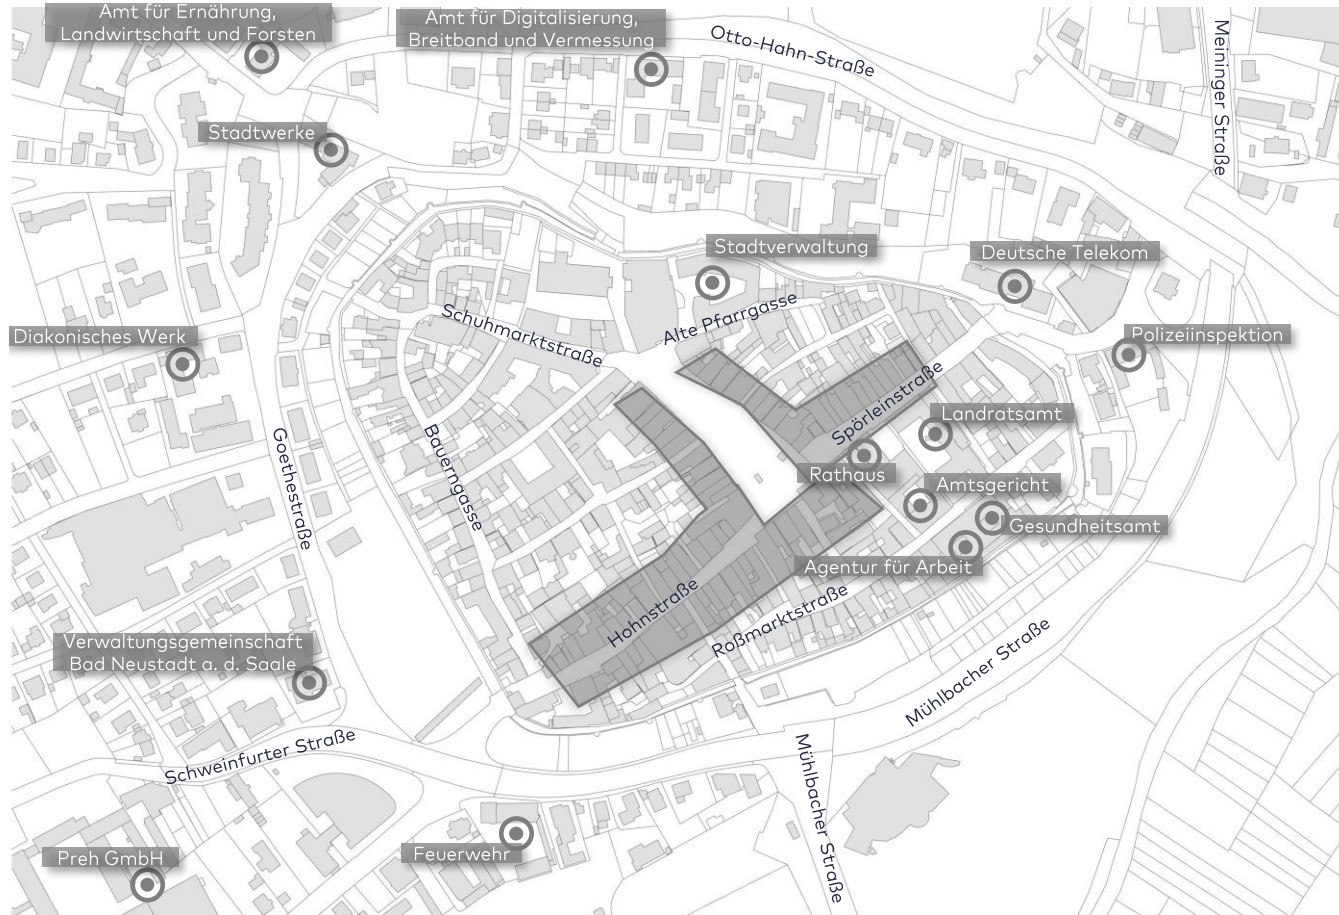 Amt für Ernährung,
Landwirtschaft und Forsten
Amt für Digitalisierung,
Breitband und Vermessung
Otto-Hahn-Straße
Meininger Straße
Stadtwerke
Stadtverwaltung
Deutsche Telekom
Alte Pfarrgasse
Schuhmarktstraße
Diakonisches Werk
Polizeiinspektion
Spörleinstraße
Landratsamt
Goethestraße
Bauerngasse
Rathaus
Amtsgericht
Gesundheitsamt
Agentur für Arbeit
Hohnstraße
Roßmarktstraße
Verwaltungsgemeinschaft
Bad Neustadt a. d. Saale
Mühlbacher Straße
Schweinfurter Straße
Mühlbacher Straße
Feuerwehr
Preh GmbH